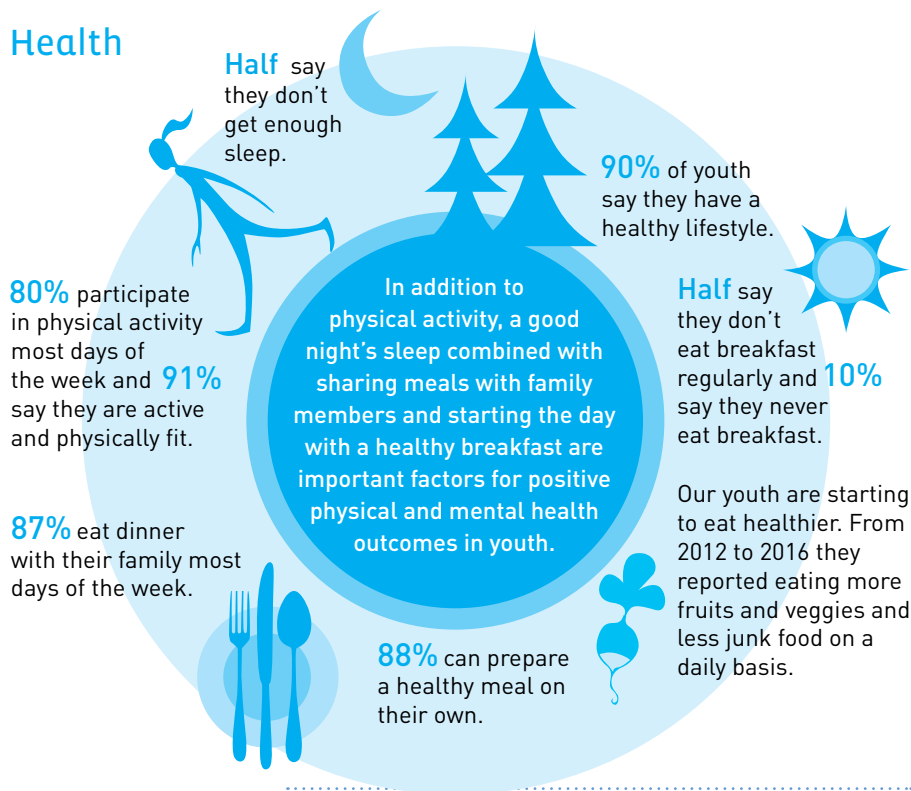 Health
Half say
they don't
get enough
sleep.
90% of youth
say they have a
healthy lifestyle.
80% participate
in physical activity
most days of
the week and 91%
say they are active
and physically fit.
In addition to
physical activity, a good
night's sleep combined with
sharing meals with family
members and starting the day
with a healthy breakfast are
important factors for positive
physical and mental health
outcomes in youth.
Half say
they don't
eat breakfast
regularly and 10%
say they never
eat breakfast.
Our youth are starting
to eat healthier. From
2012 to 2016 they
reported eating more
fruits and veggies and
less junk food on a
daily basis.
87% eat dinner
with their family most
days of the week.
88% can prepare
a healthy meal on
their own.